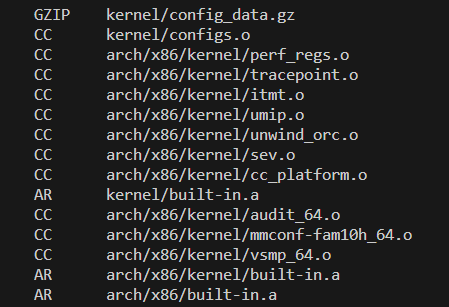 GZIP    kernel/config_data.gz
CC      kernel/configs.o
CC      arch/x86/kernel/perf_regs.o
CC      arch/x86/kernel/tracepoint.o
CC      arch/x86/kernel/itmt.o
CC      arch/x86/kernel/umip.o
CC      arch/x86/kernel/unwind_orc.o
CC      arch/x86/kernel/sev.o
CC      arch/x86/kernel/cc_platform.o
AR      kernel/built-in.a
CC      arch/x86/kernel/audit_64.o
CC      arch/x86/kernel/mmconf-fam10h_64.o
CC      arch/x86/kernel/vsmp_64.o
AR      arch/x86/kernel/built-in.a
AR      arch/x86/built-in.a